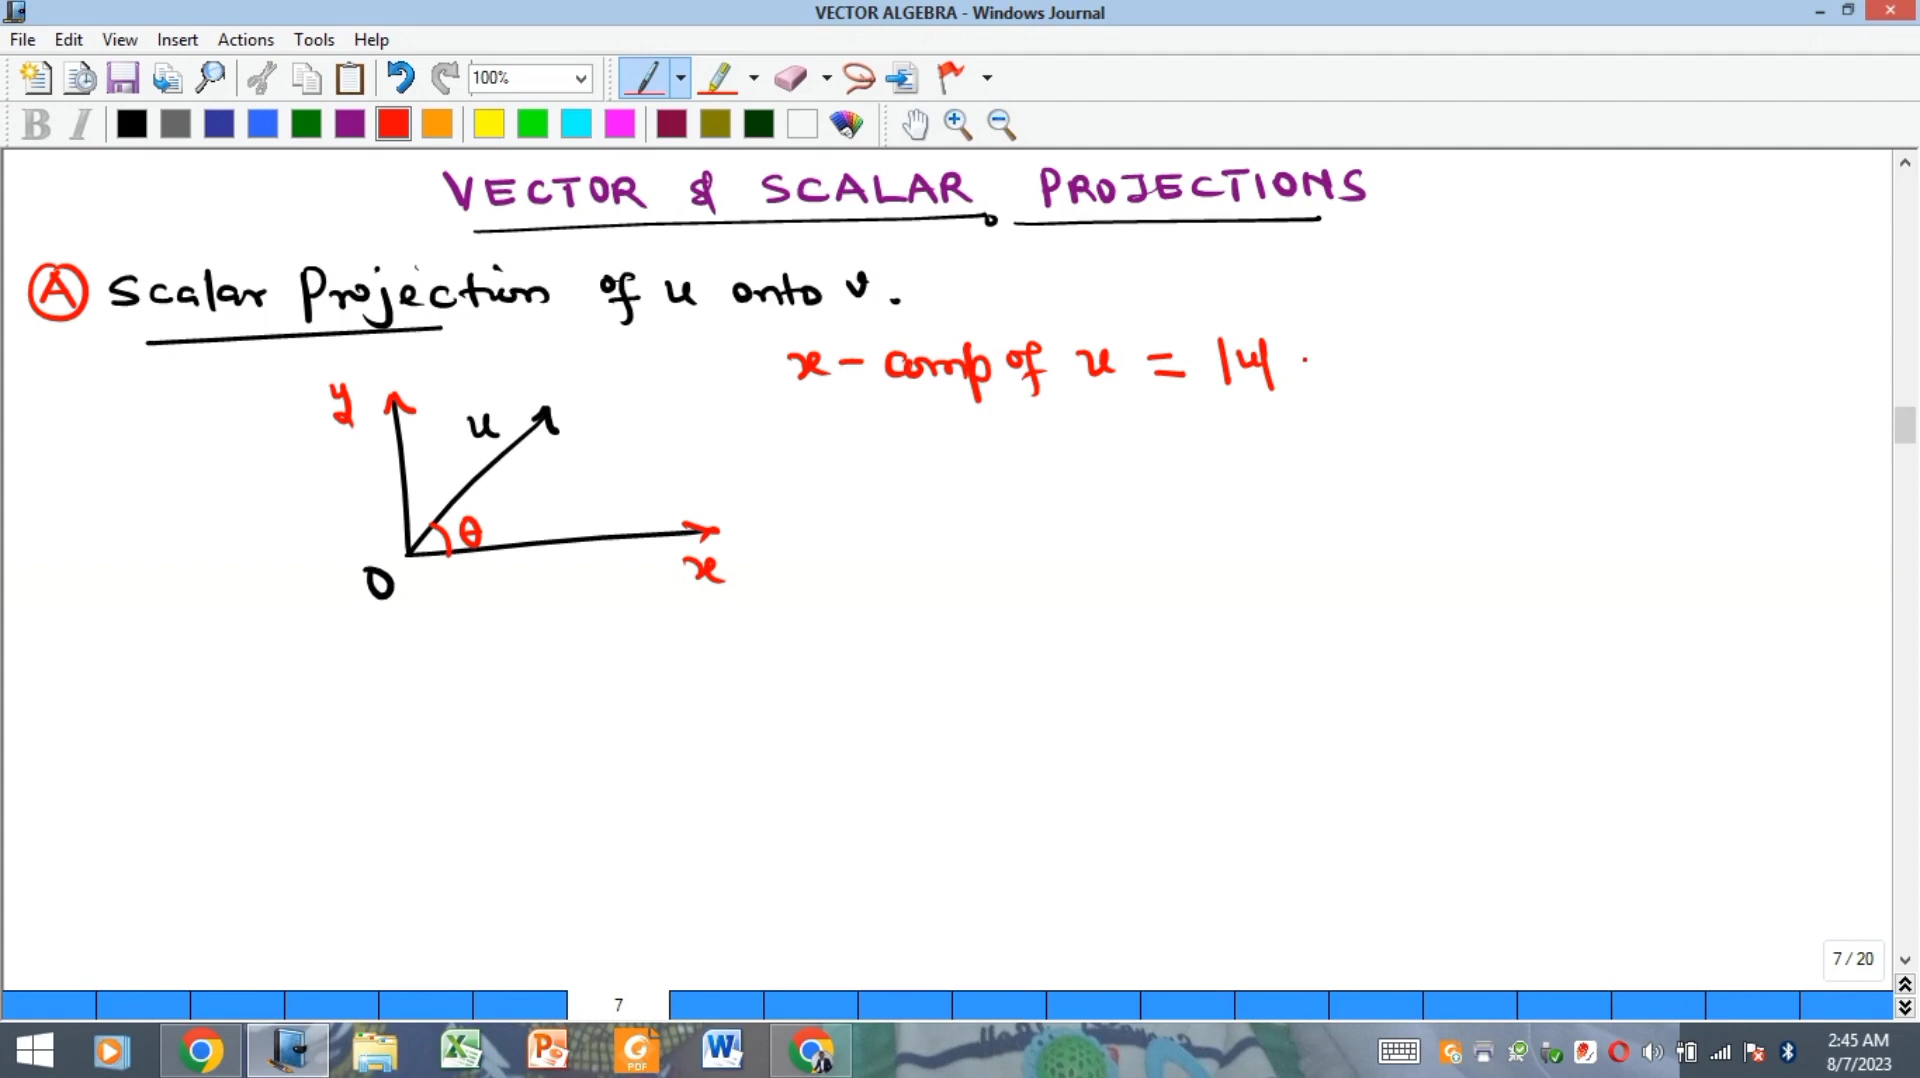 VECTOR ALGEBRA - Windows Journal
File Edit View Insert Actions Tools Help
100%
B I
VECTOR & SCALAR PROJECTIONS
A Scalar Projection of u onto v.
x - comp of u = |u| .
y
u
θ
x
O
7 / 20
7
2:45 AM
8/7/2023